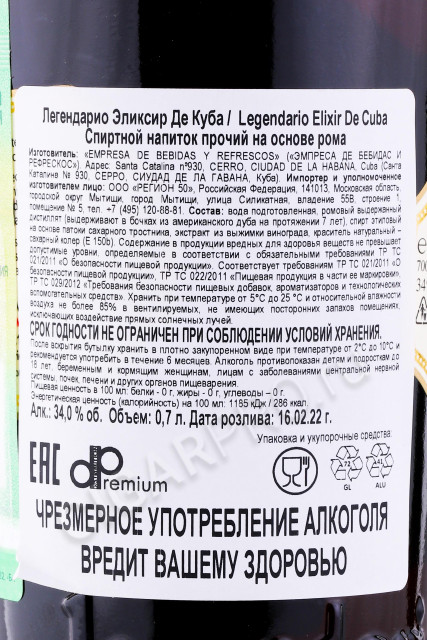 Легендарио Эликсир Де Куба / Legendario Elixir De Cuba
Спиртной напиток прочий на основе рома
Изготовитель: «EMPRESA DE BEBIDAS Y REFRESCOS» («ЭМПРЕСА ДЕ БЕБИДАС И
РЕФРЕСКОС»), Адрес: Santa Catalina nº930, CERRO, CIUDAD DE LA HABANA, Cuba (Санта
Каталина № 930, СЕРРО, СИУДАД ДЕ ЛА ГАВАНА, Куба). Импортер и уполномоченное
изготовителем лицо: ООО «РЕГИОН 50», Российская Федерация, 141013, Московская область,
городской округ Мытищи, город Мытищи, улица Силикатная, владение 55В, строение 1,
помещение № 5, тел. +7 (495) 120-88-81. Состав: вода подготовленная, ромовый выдержанный
дистиллят (выдерживают в бочках из американского дуба на протяжении 7 лет), спирт этиловый
на основе патоки сахарного тростника, экстракт из выжимки винограда, краситель натуральный –
сахарный колер (Е 150b). Содержание в продукции вредных для здоровья веществ не превышает
допустимые уровни, определяемые в соответствии с обязательными требованиями ТР ТС
021/2011 «О безопасности пищевой продукции». Соответствует требованиям ТР ТС 021/2011 «О
безопасности пищевой продукции», ТР ТС 022/2011 «Пищевая продукция в части ее маркировки»,
ТР ТС 029/2012 «Требования безопасности пищевых добавок, ароматизаторов и технологических
вспомогательных средств». Хранить при температуре от 5°С до 25 °С и относительной влажности
воздуха не более 85% в вентилируемых, не имеющих посторонних запахов помещениях,
исключающих воздействие прямых солнечных лучей.
СРОК ГОДНОСТИ НЕ ОГРАНИЧЕН ПРИ СОБЛЮДЕНИИ УСЛОВИЙ ХРАНЕНИЯ.
После вскрытия бутылку хранить в плотно закупоренном виде при температуре от 2°С до 10°С и
рекомендуется употребить в течение 6 месяцев. Алкоголь противопоказан детям и подросткам до
18 лет, беременным и кормящим женщинам, лицам с заболеваниями центральной нервной
системы, почек, печени и других органов пищеварения.
Пищевая ценность в 100 мл: белки - 0 г, жиры - 0 г, углеводы – 0 г.
Энергетическая ценность (калорийность) на 100 мл: 1185 кДж / 286 ккал.
Алк.: 34,0 % об. Объем: 0,7 л. Дата розлива: 16.02.22 г.
Упаковка и укупорочные средства:
EAC Premium
72 41
GL ALU
ЧРЕЗМЕРНОЕ УПОТРЕБЛЕНИЕ АЛКОГОЛЯ
ВРЕДИТ ВАШЕМУ ЗДОРОВЬЮ